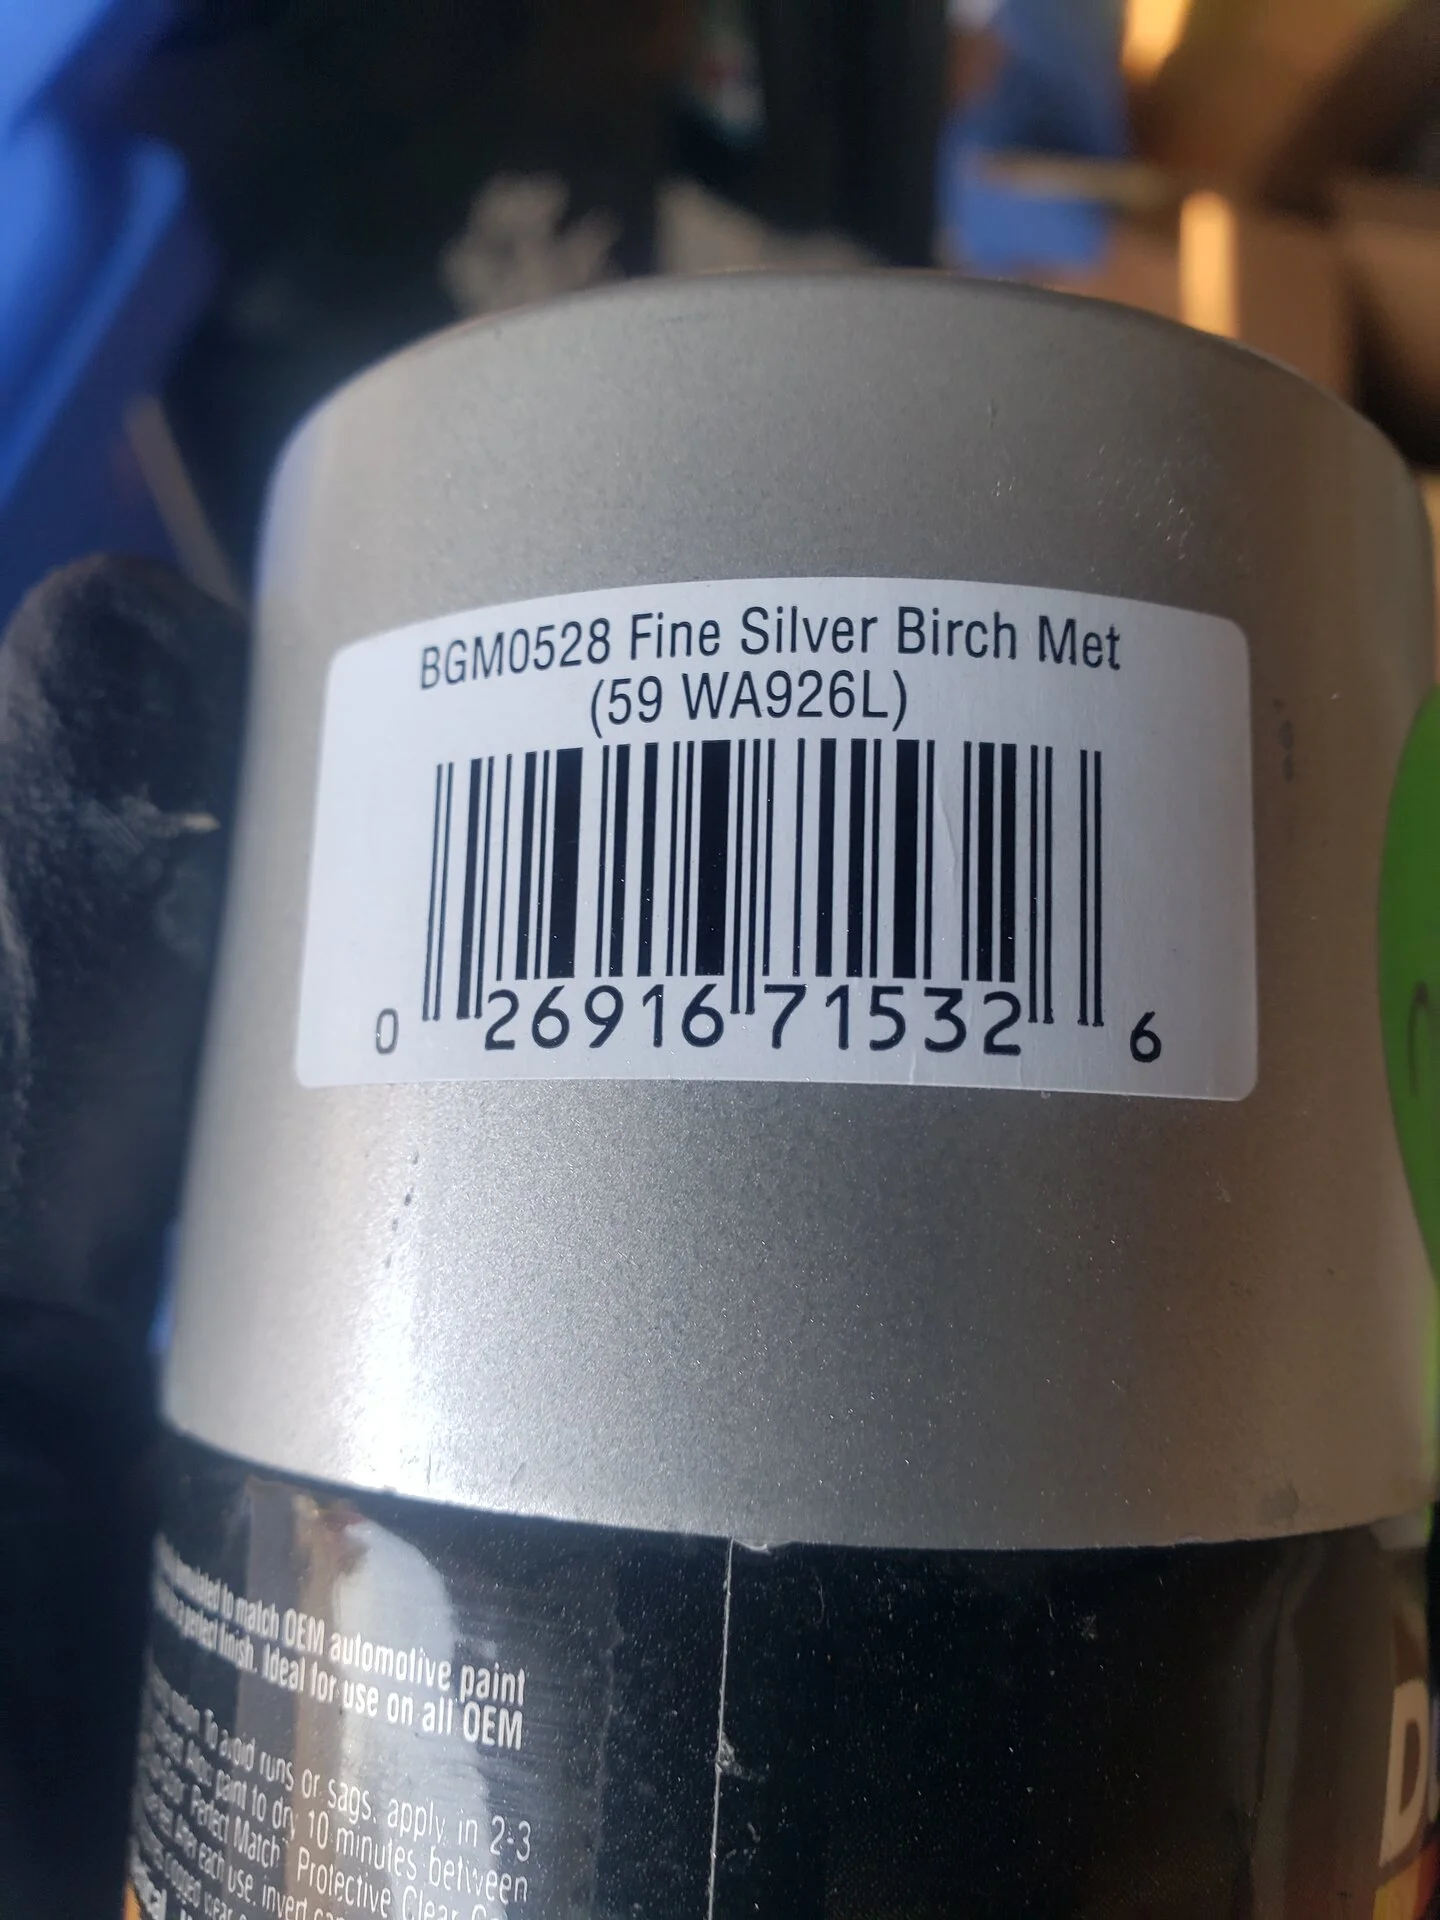 BGM0528 Fine Silver Birch Met
(59 WA926L)
0 26916 71532 6
to match OEM automotive paint
perfect finish. Ideal for use on all OEM
To avoid runs or sags, apply in 2-3
paint to dry 10 minutes between
Perfect Match Protective Clear
each use, invert
D